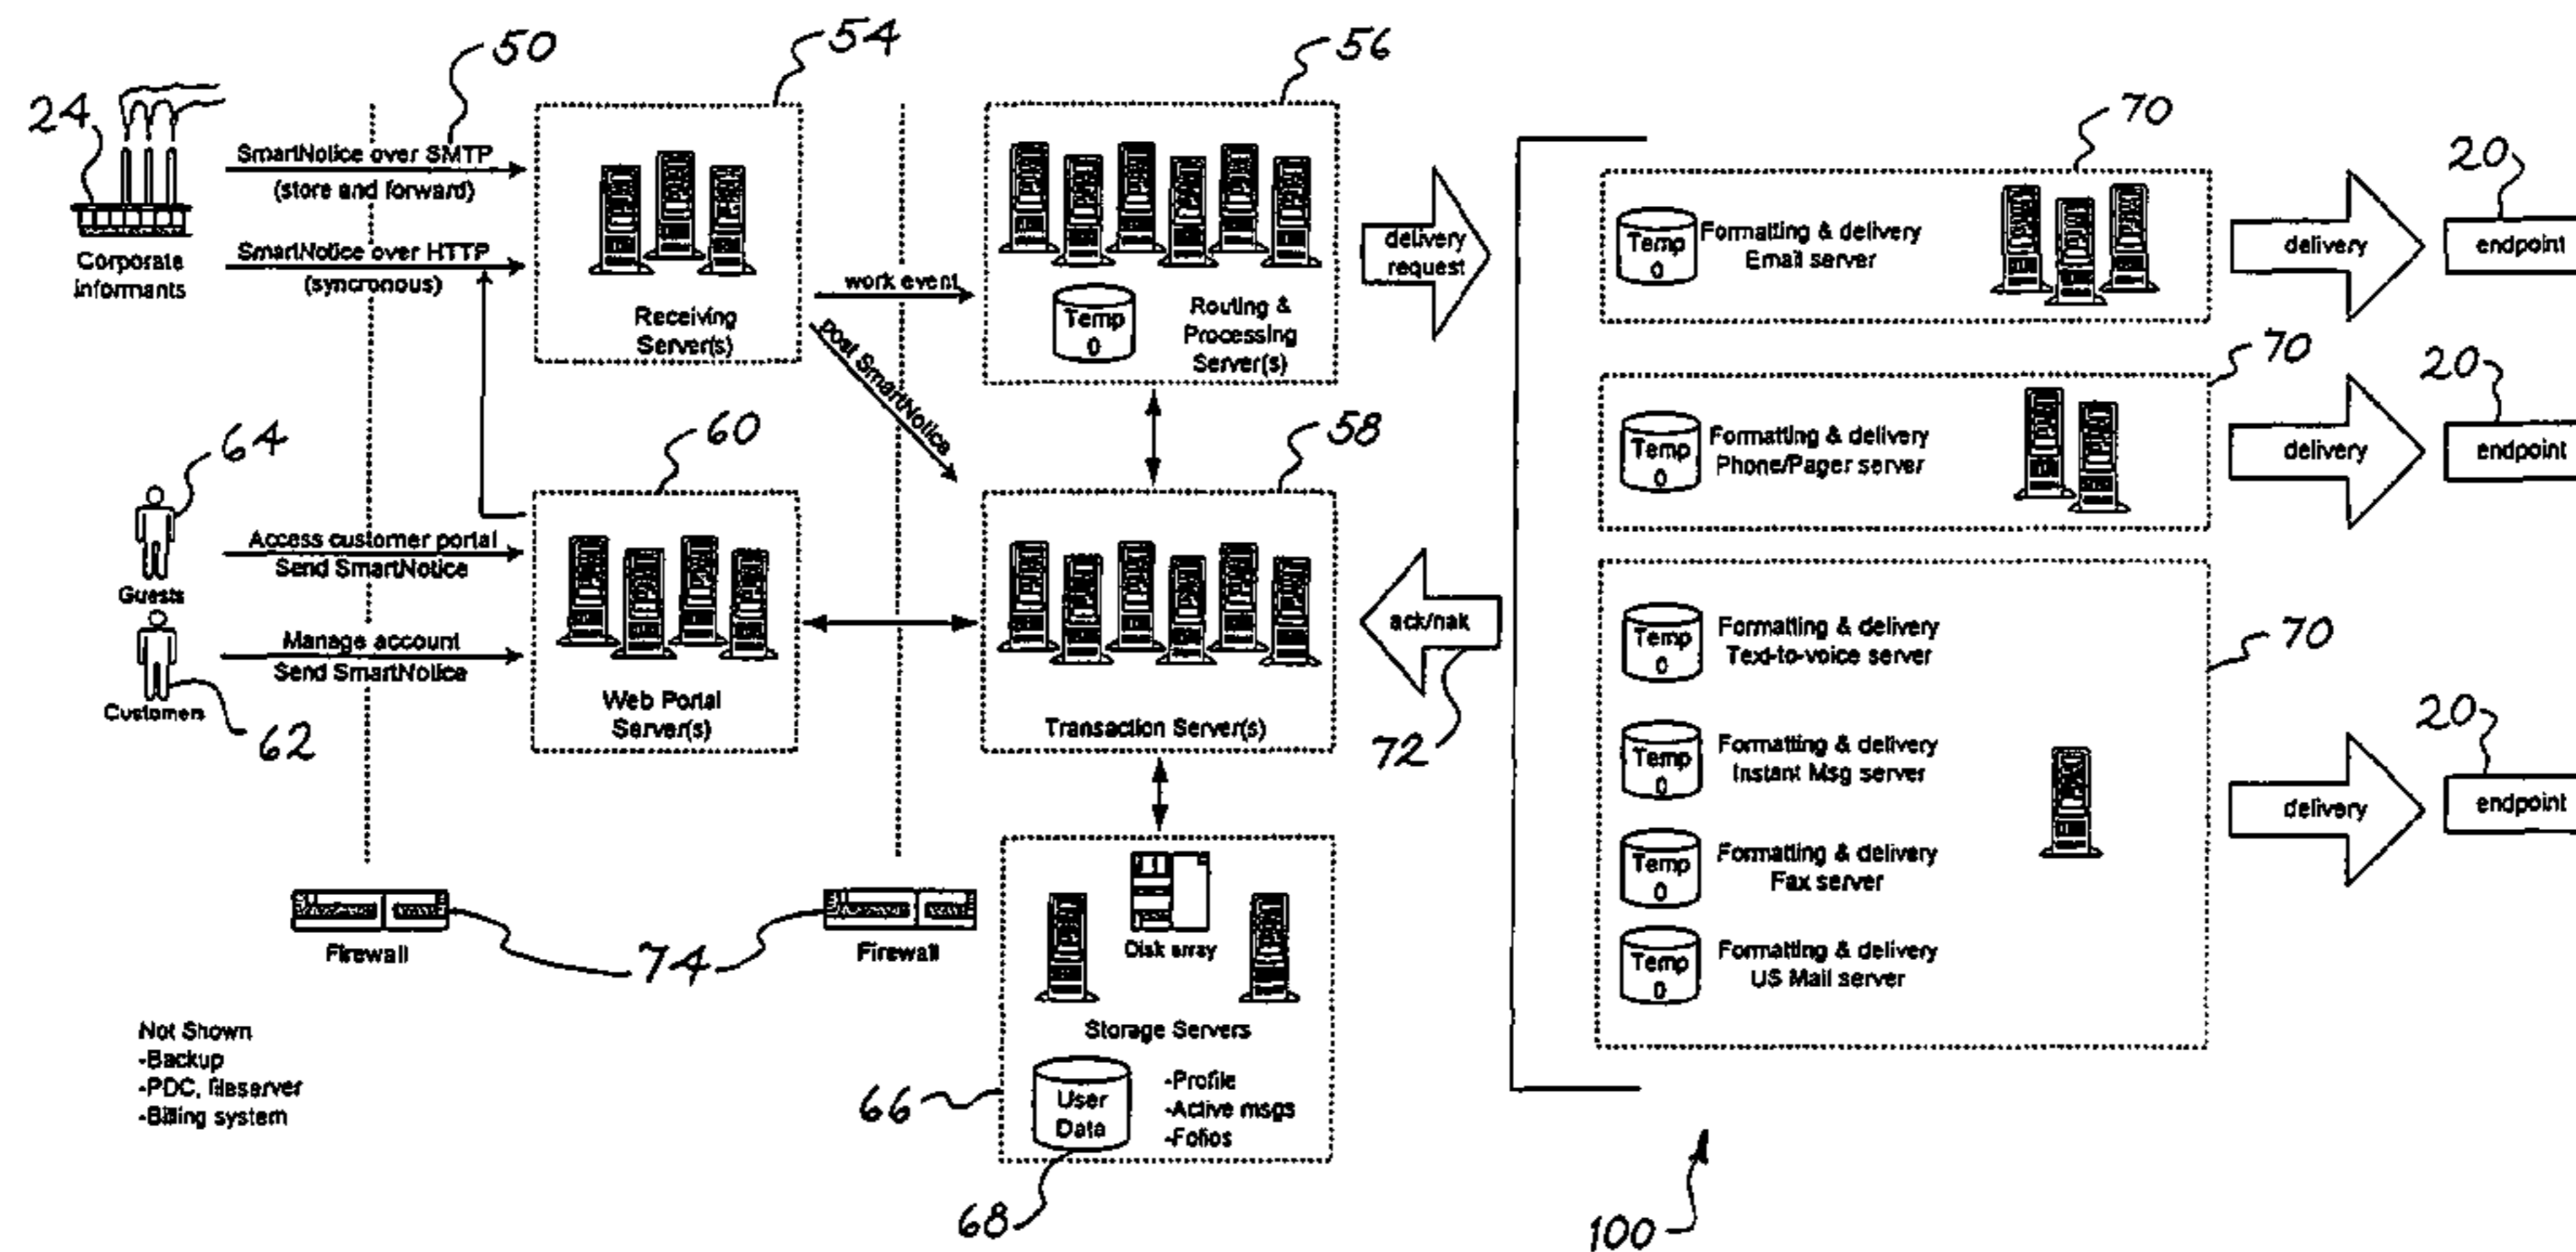 50
54
56
24
SmartNotice over SMTP
(store and forward)
SmartNotice over HTTP
(syncronous)
Corporate
informants
Receiving
Server(s)
work event
post SmartNotice
Temp
0
Routing &
Processing
Server(s)
delivery
request
70
Temp
0
Formatting & delivery
Email server
delivery
20
endpoint
70
Temp
0
Formatting & delivery
Phone/Pager server
delivery
20
endpoint
64
60
58
Guests
Access customer portal
Send SmartNotice
Customers
Manage account
Send SmartNotice
62
Web Portal
Server(s)
Transaction Server(s)
ack/nak
72
Temp
0
Formatting & delivery
Text-to-voice server
70
Temp
0
Formatting & delivery
Instant Msg server
Temp
0
Formatting & delivery
Fax server
Temp
0
Formatting & delivery
US Mail server
delivery
20
endpoint
Firewall
74
Firewall
Disk array
Storage Servers
User
Data
-Profile
-Active msgs
-Folios
66
68
Not Shown
-Backup
-PDC, fileserver
-Billing system
100